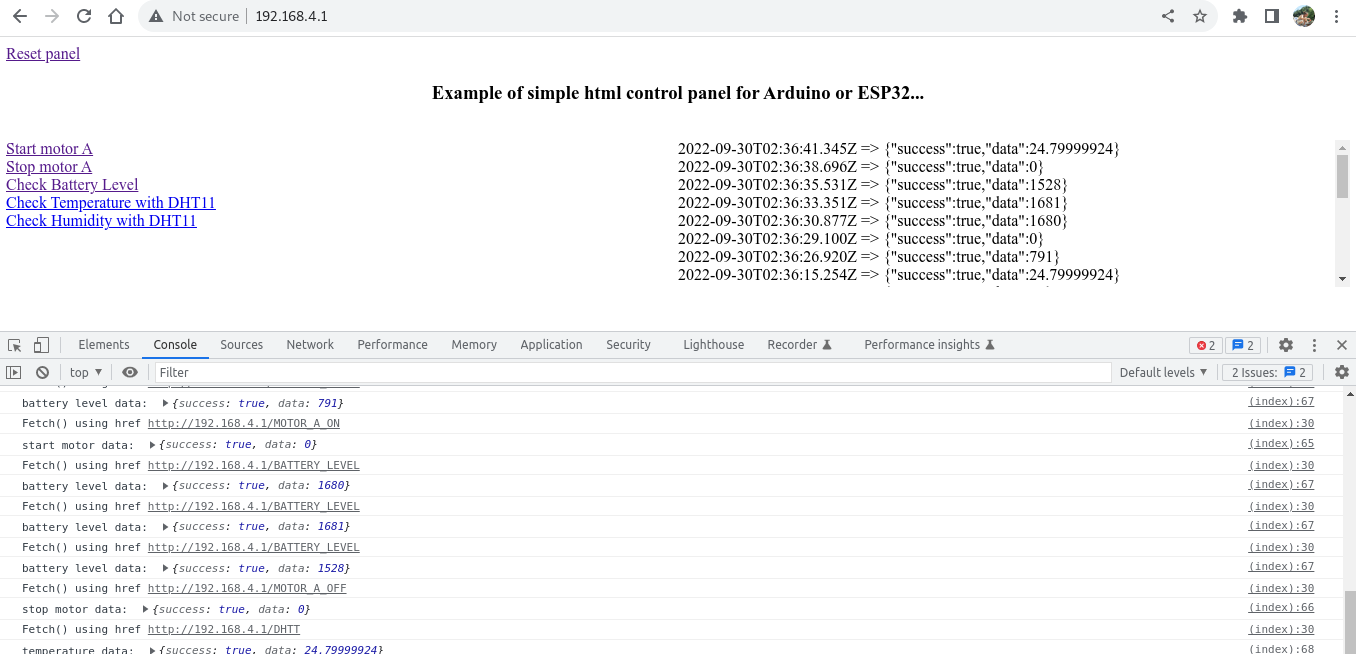 Not secure 192.168.4.1
Reset panel
Example of simple html control panel for Arduino or ESP32...
Start motor A
Stop motor A
Check Battery Level
Check Temperature with DHT11
Check Humidity with DHT11
2022-09-30T02:36:41.345Z => {"success":true,"data":24.79999924}
2022-09-30T02:36:38.696Z => {"success":true,"data":0}
2022-09-30T02:36:35.531Z => {"success":true,"data":1528}
2022-09-30T02:36:33.351Z => {"success":true,"data":1681}
2022-09-30T02:36:30.877Z => {"success":true,"data":1680}
2022-09-30T02:36:29.100Z => {"success":true,"data":0}
2022-09-30T02:36:26.920Z => {"success":true,"data":791}
2022-09-30T02:36:15.254Z => {"success":true,"data":24.79999924}
Elements Console Sources Network Performance Memory Application Security Lighthouse Recorder Performance insights 2 2
top Filter Default levels 2 Issues: 2
battery level data: {success: true, data: 791} (index):67
Fetch() using href http://192.168.4.1/MOTOR_A_ON (index):30
start motor data: {success: true, data: 0} (index):65
Fetch() using href http://192.168.4.1/BATTERY_LEVEL (index):30
battery level data: {success: true, data: 1680} (index):67
Fetch() using href http://192.168.4.1/BATTERY_LEVEL (index):30
battery level data: {success: true, data: 1681} (index):67
Fetch() using href http://192.168.4.1/BATTERY_LEVEL (index):30
battery level data: {success: true, data: 1528} (index):67
Fetch() using href http://192.168.4.1/MOTOR_A_OFF (index):30
stop motor data: {success: true, data: 0} (index):66
Fetch() using href http://192.168.4.1/DHTT (index):30
temperature data: {success: true, data: 24.79999924} (index):68